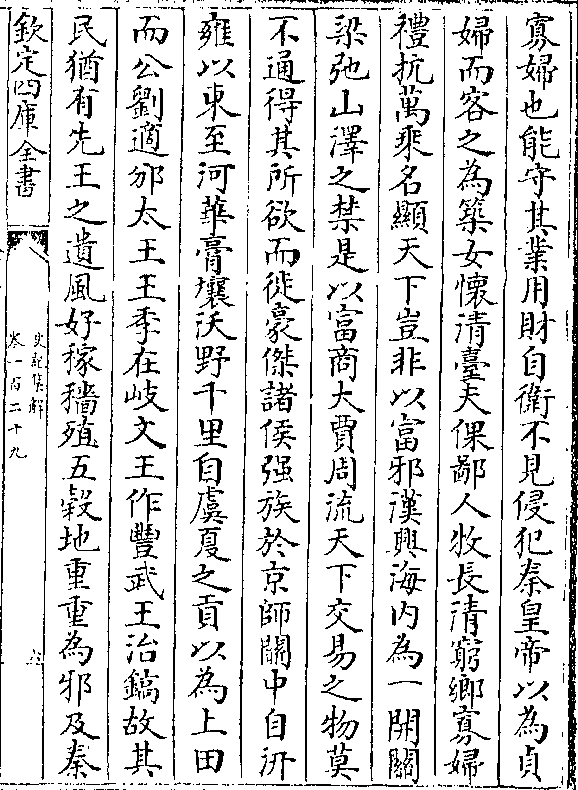 寡婦也能守其業用財自衛不見侵犯秦皇帝以為貞
婦而客之為築女懷清臺夫倮鄙人牧長清窮鄉寡婦
禮抗萬乘名顯天下豈非以富邪漢興海内為一開關
梁弛山澤之禁是以富商大賈周流天下交易之物莫
不通得其所欲而徙豪傑諸侯强族於京師關中自汧
雍以東至河華膏壤沃野千里自虞夏之貢以為上田
而公劉適邠太王王季在岐文王作豐武王治鎬故其
民猶有先王之遺風好稼穡殖五穀地重重為邪及秦
欽定四庫全書
史記集解
卷一百二十九
六